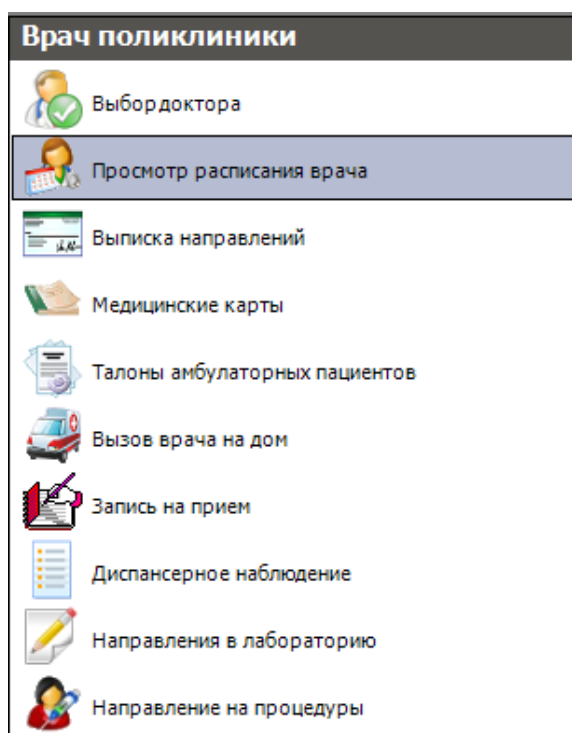 Врач поликлиники
Выбор доктора
Просмотр расписания врача
Выписка направлений
Медицинские карты
Талоны амбулаторных пациентов
Вызов врача на дом
Запись на прием
Диспансерное наблюдение
Направления в лабораторию
Направление на процедуры